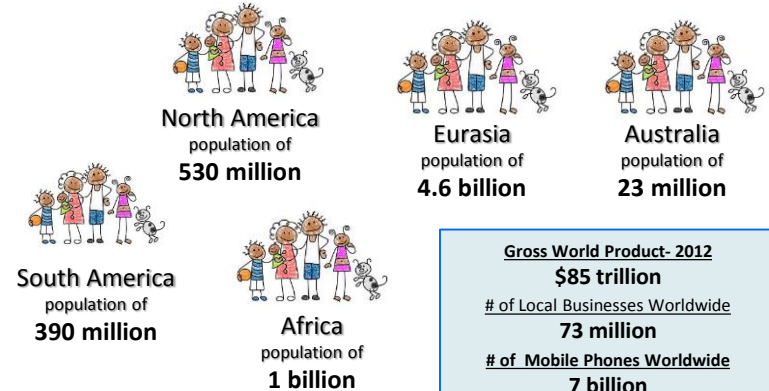 North America
population of
530 million
Eurasia
population of
4.6 billion
Australia
population of
23 million
South America
population of
390 million
Africa
population of
1 billion
Gross World Product- 2012
$85 trillion
# of Local Businesses Worldwide
73 million
# of Mobile Phones Worldwide
7 billion